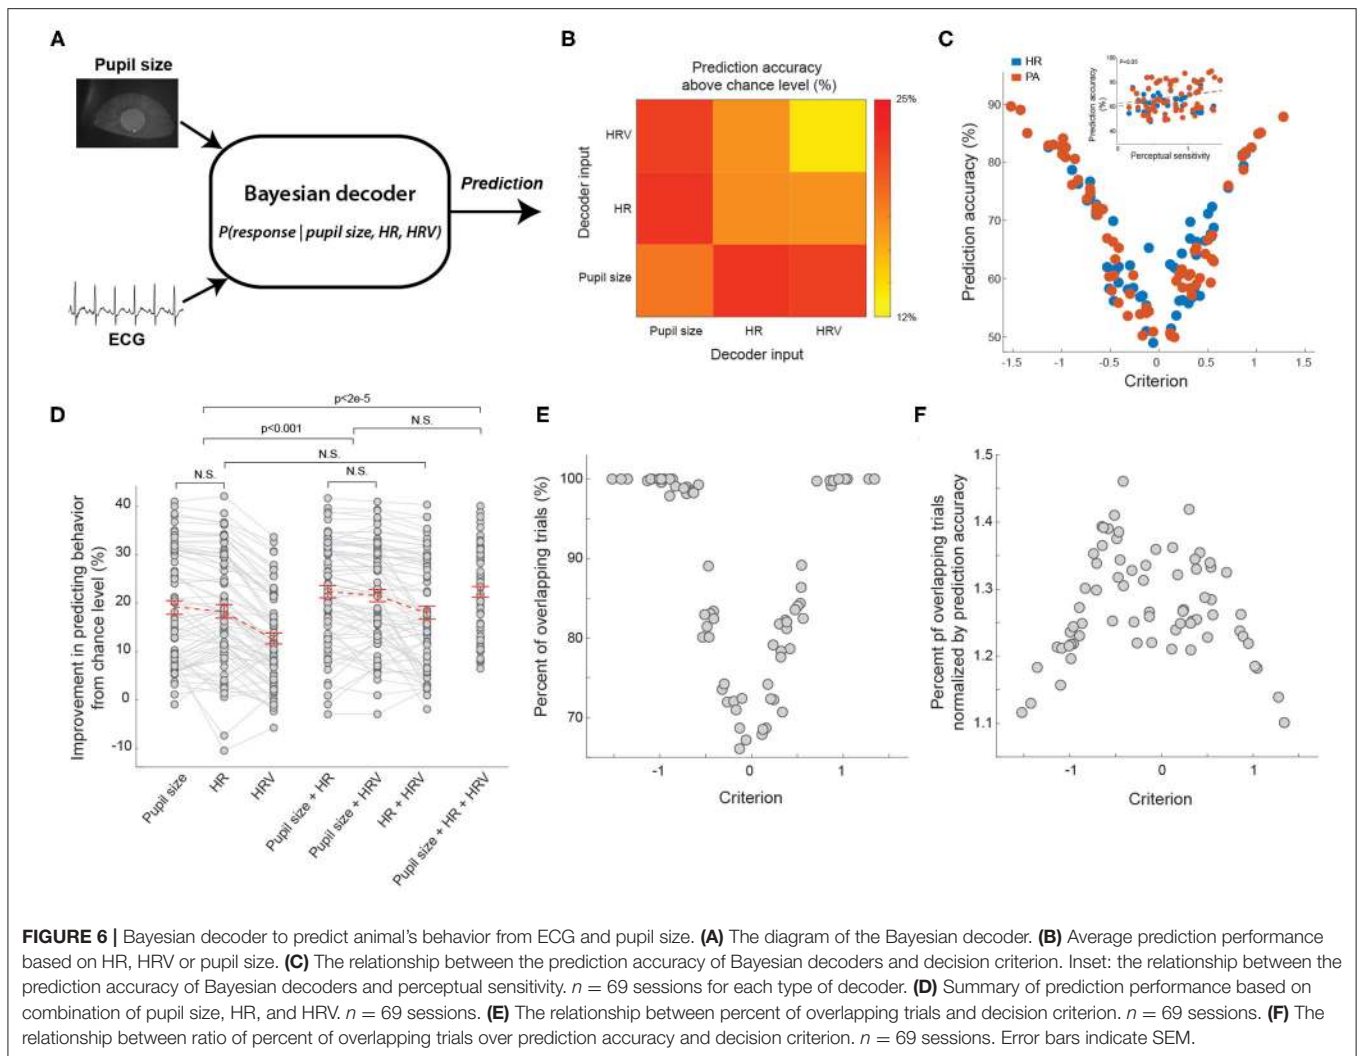 A
Pupil size
Bayesian decoder
P(response | pupil size, HR, HRV)
Prediction
ECG
B
Prediction accuracy
above chance level (%)
HRV
HR
Pupil size
Decoder input
Pupil size HR HRV
Decoder input
25%
12%
C
HR
PA
90
80
70
60
50
Prediction accuracy (%)
-1.5 -1 -0.5 0 0.5 1 1.5
Criterion
P<0.20
100
80
60
40
Prediction accuracy
(%)
0 1
Perceptual sensitivity
D
p<2e-5
N.S.
p<0.001
N.S.
N.S.
N.S.
40
30
20
10
0
-10
Improvement in predicting behavior
from chance level (%)
Pupil size
HR
HRV
Pupil size + HR
Pupil size + HRV
HR + HRV
Pupil size + HR + HRV
E
100
90
80
70
Percent of overlapping trials (%)
-1 0 1
Criterion
F
1.5
1.4
1.3
1.2
1.1
Percemt pf overlapping trials
normalized by prediction accuracy
-1 0 1
Criterion
FIGURE 6 | Bayesian decoder to predict animal's behavior from ECG and pupil size. (A) The diagram of the Bayesian decoder. (B) Average prediction performance
based on HR, HRV or pupil size. (C) The relationship between the prediction accuracy of Bayesian decoders and decision criterion. Inset: the relationship between the
prediction accuracy of Bayesian decoders and perceptual sensitivity. n = 69 sessions for each type of decoder. (D) Summary of prediction performance based on
combination of pupil size, HR, and HRV. n = 69 sessions. (E) The relationship between percent of overlapping trials and decision criterion. n = 69 sessions. (F) The
relationship between ratio of percent of overlapping trials over prediction accuracy and decision criterion. n = 69 sessions. Error bars indicate SEM.